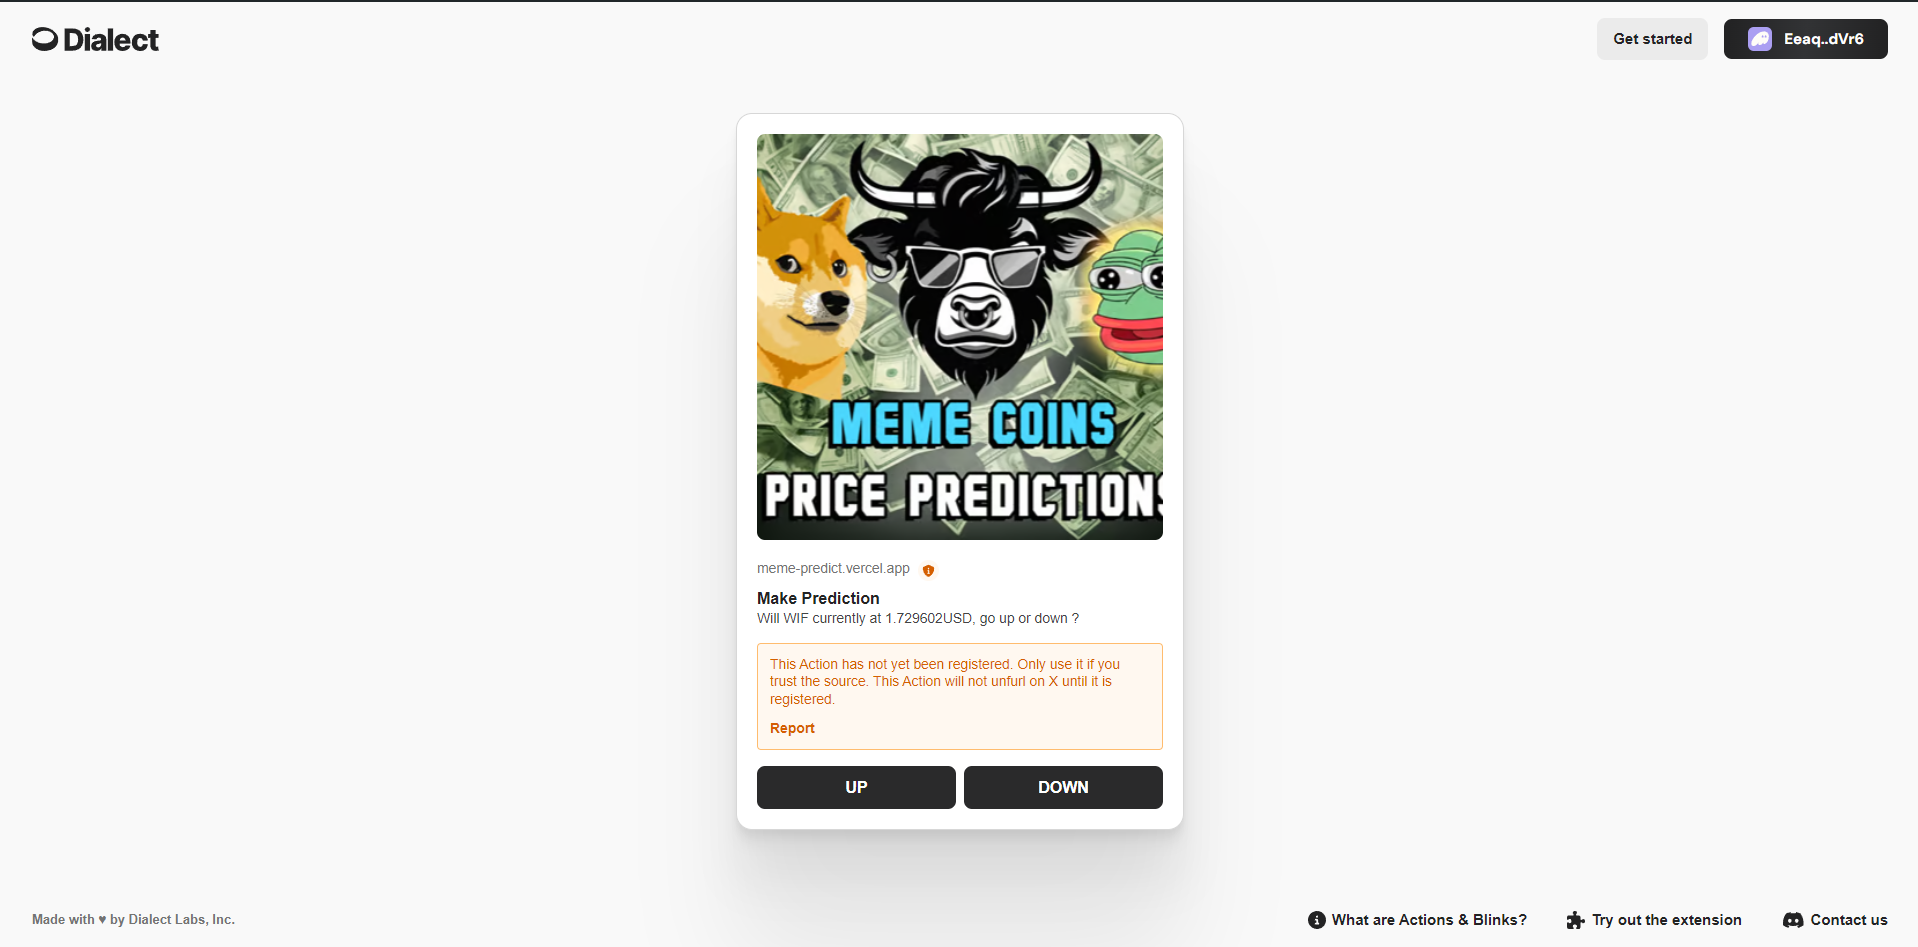 Dialect
Get started
Eeaq..dVr6
MEME COINS
PRICE PREDICTIONS
meme-predict.vercel.app
Make Prediction
Will WIF currently at 1.729602USD, go up or down ?
This Action has not yet been registered. Only use it if you
trust the source. This Action will not unfurl on X until it is
registered.
Report
UP
DOWN
Made with ♥ by Dialect Labs, Inc.
What are Actions & Blinks?
Try out the extension
Contact us